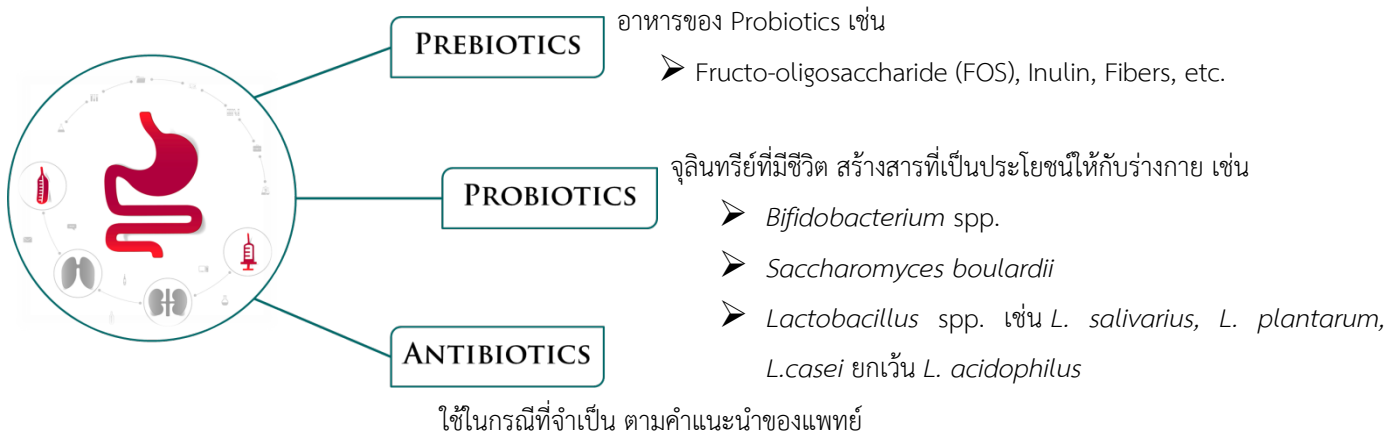 PREBIOTICS
อาหารของ Probiotics เช่น
➢ Fructo-oligosaccharide (FOS), Inulin, Fibers, etc.
PROBIOTICS
จุลินทรีย์ที่มีชีวิต สร้างสารที่เป็นประโยชน์ให้กับร่างกาย เช่น
➢ Bifidobacterium spp.
➢ Saccharomyces boulardii
➢ Lactobacillus spp. เช่น L. salivarius, L. plantarum,
L.casei ยกเว้น L. acidophilus
ANTIBIOTICS
ใช้ในกรณีที่จำเป็น ตามคำแนะนำของแพทย์